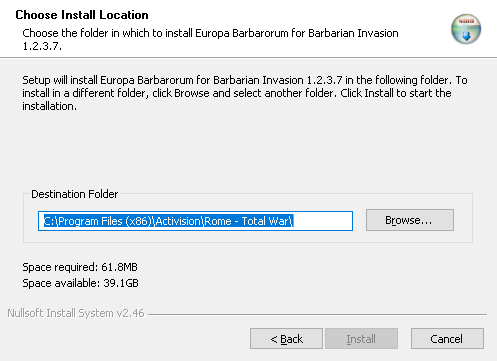 Choose Install Location
Choose the folder in which to install Europa Barbarorum for Barbarian Invasion
1.2.3.7.
Setup will install Europa Barbarorum for Barbarian Invasion 1.2.3.7 in the following folder. To
install in a different folder, click Browse and select another folder. Click Install to start the
installation.
Destination Folder
C:\Program Files (x86)\Activision\Rome - Total War\
Browse...
Space required: 61.8MB
Space available: 39.1GB
Nullsoft Install System v2.46
< Back
Install
Cancel